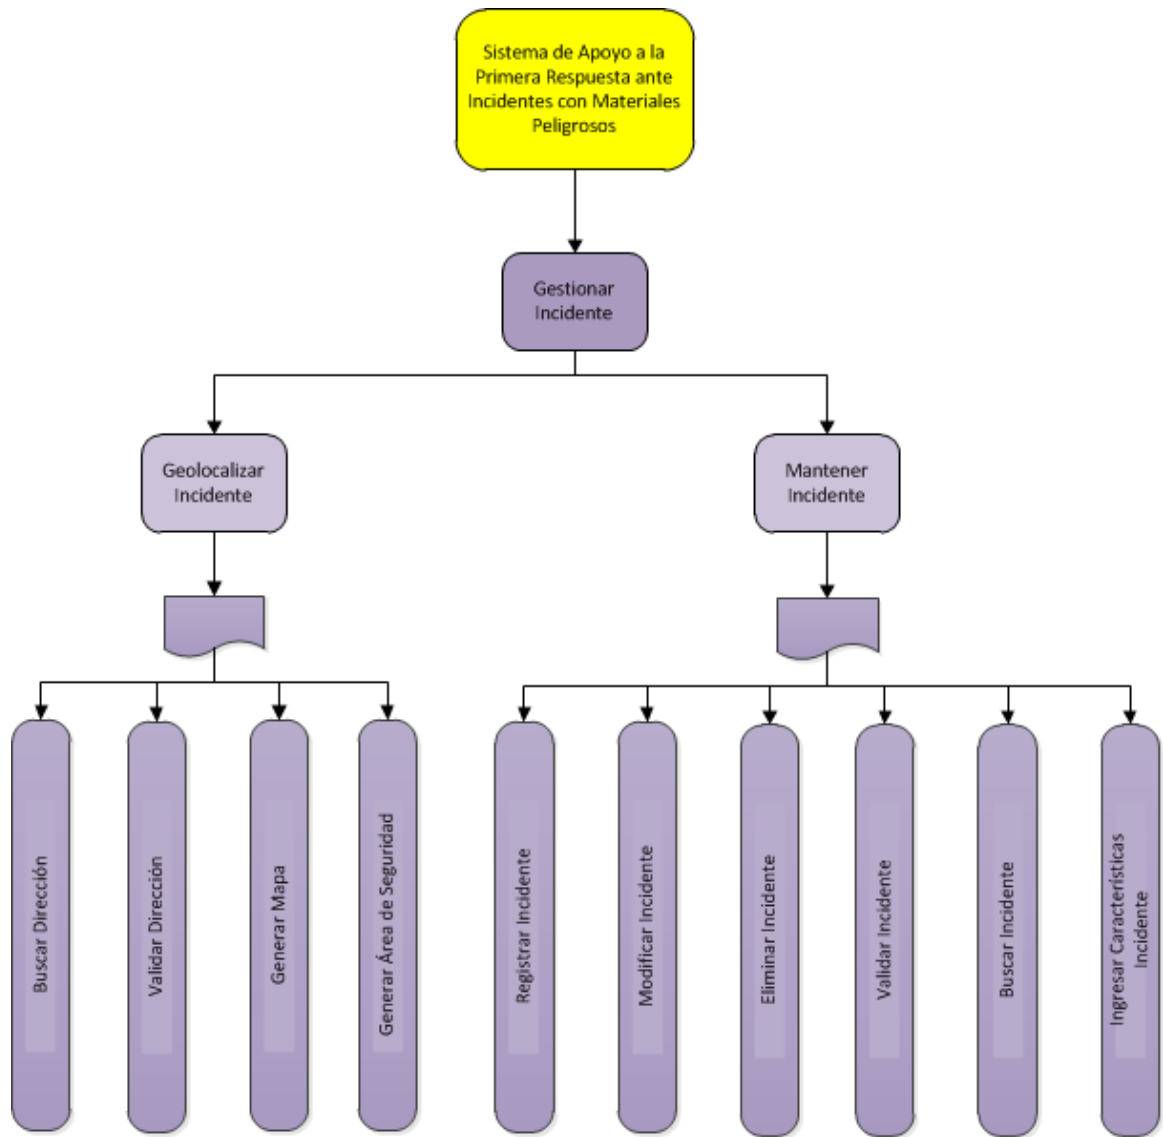 Sistema de Apoyo a la
Primera Respuesta ante
Incidentes con Materiales
Peligrosos
Gestionar
Incidente
Geolocalizar
Incidente
Mantener
Incidente
Buscar Dirección
Validar Dirección
Generar Mapa
Generar Área de Seguridad
Registrar Incidente
Modificar Incidente
Eliminar Incidente
Validar Incidente
Buscar Incidente
Ingresar Características
Incidente